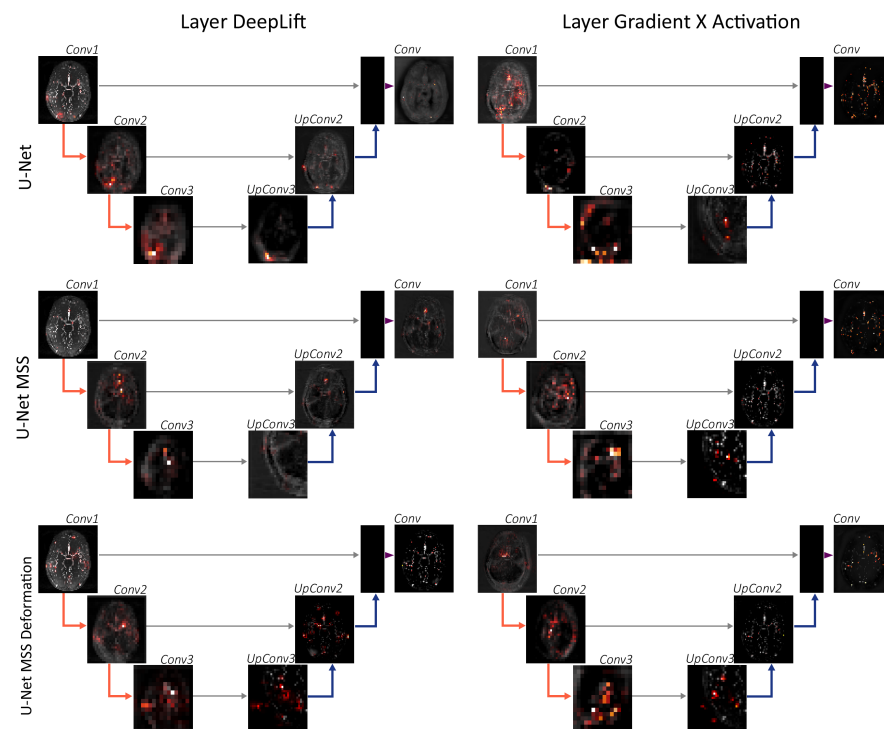 Layer DeepLift
Layer Gradient X Activation
U-Net
Conv1
Conv
Conv2
UpConv2
Conv3
UpConv3
Conv1
Conv
Conv2
UpConv2
Conv3
UpConv3
U-Net MSS
Conv1
Conv
Conv2
UpConv2
Conv3
UpConv3
Conv1
Conv
Conv2
UpConv2
Conv3
UpConv3
U-Net MSS Deformation
Conv1
Conv
Conv2
UpConv2
Conv3
UpConv3
Conv1
Conv
Conv2
UpConv2
Conv3
UpConv3